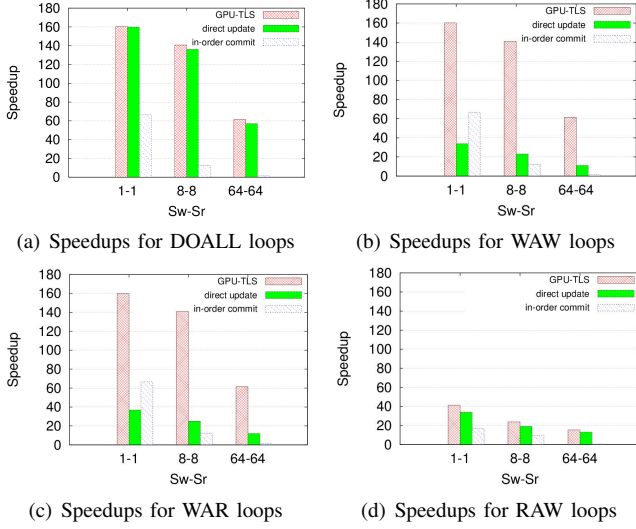 180
160
140
120
100
80
60
40
20
0
Speedup
GPU-TLS
direct update
in-order commit
1-1 8-8 64-64
Sw-Sr
(a) Speedups for DOALL loops
180
160
140
120
100
80
60
40
20
0
Speedup
GPU-TLS
direct update
in-order commit
1-1 8-8 64-64
Sw-Sr
(b) Speedups for WAW loops
180
160
140
120
100
80
60
40
20
0
Speedup
GPU-TLS
direct update
in-order commit
1-1 8-8 64-64
Sw-Sr
(c) Speedups for WAR loops
180
160
140
120
100
80
60
40
20
0
Speedup
GPU-TLS
direct update
in-order commit
1-1 8-8 64-64
Sw-Sr
(d) Speedups for RAW loops